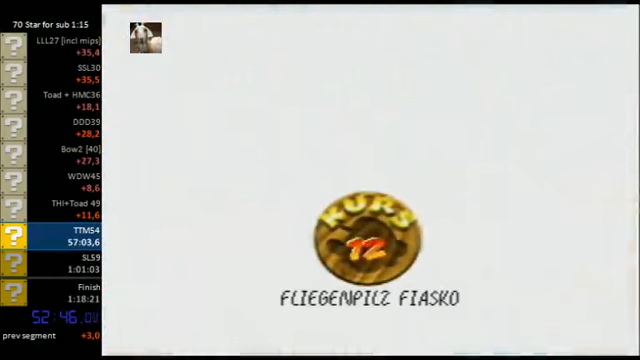 70 Star for sub 1:15
LLL27 [incl mips]
+35,4
SSL30
+35,5
Toad + HMC36
+18,1
DDD39
+28,2
Bow2 [40]
+27,3
WDW45
+8,6
THI+Toad 49
+11,6
TTM54
57:03,6
SL59
1:01:03
Finish
1:18:21
52:46.0
prev segment +3,0
KURS
12
FLIEGENPILZ FIASKO